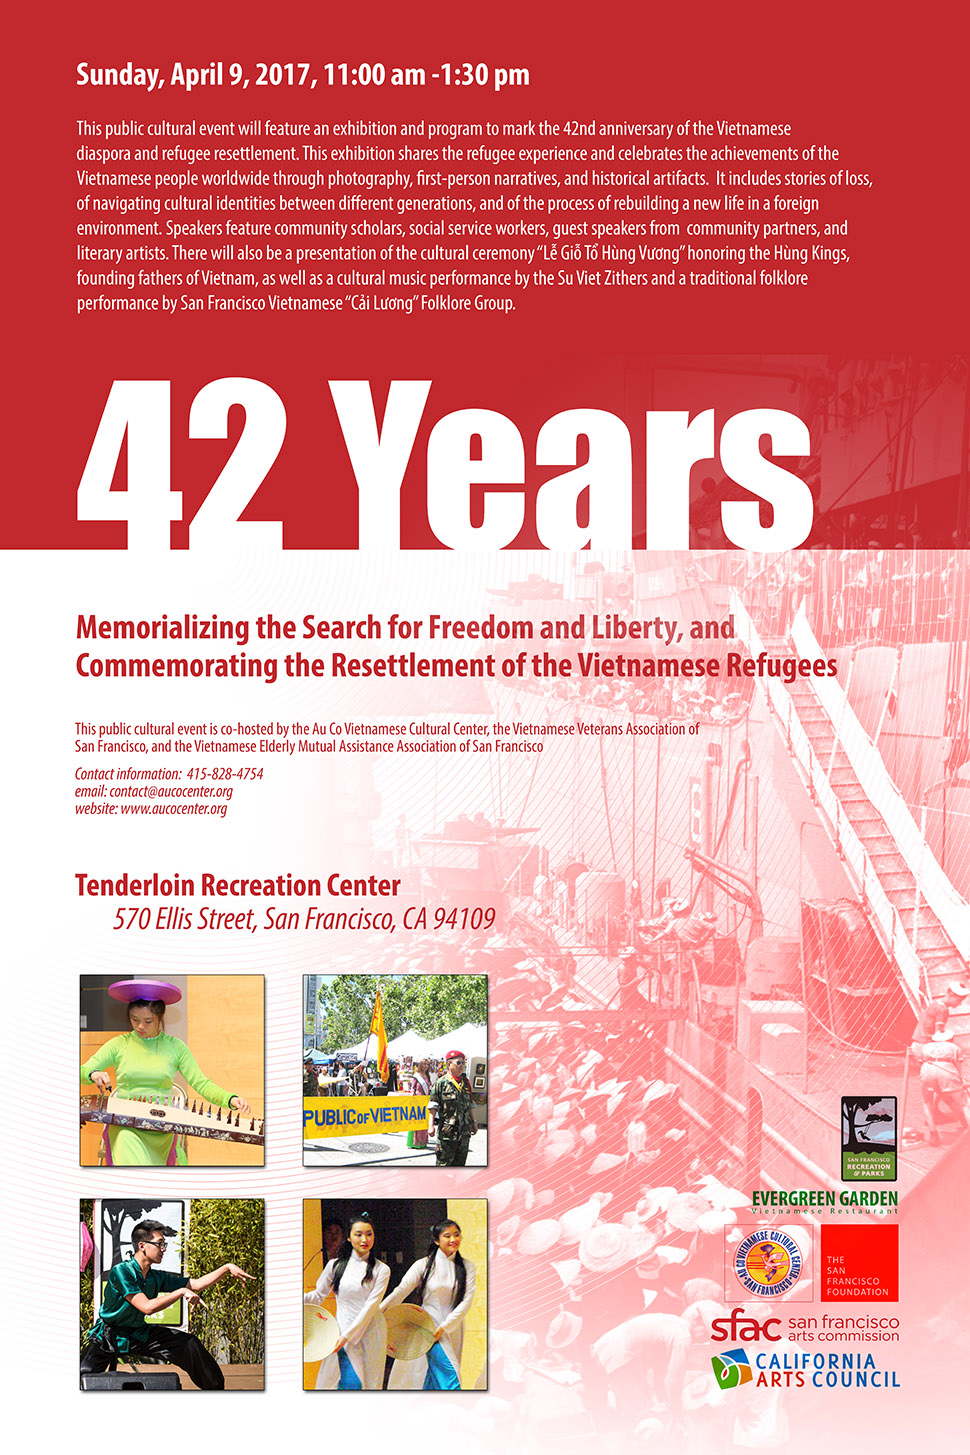 Sunday, April 9, 2017, 11:00 am -1:30 pm
This public cultural event will feature an exhibition and program to mark the 42nd anniversary of the Vietnamese
diaspora and refugee resettlement. This exhibition shares the refugee experience and celebrates the achievements of the
Vietnamese people worldwide through photography, first-person narratives, and historical artifacts. It includes stories of loss,
of navigating cultural identities between different generations, and of the process of rebuilding a new life in a foreign
environment. Speakers feature community scholars, social service workers, guest speakers from community partners, and
literary artists. There will also be a presentation of the cultural ceremony “Lễ Giỗ Tổ Hùng Vương” honoring the Hùng Kings,
founding fathers of Vietnam, as well as a cultural music performance by the Su Viet Zithers and a traditional folklore
performance by San Francisco Vietnamese “Cải Lương” Folklore Group.
42 Years
Memorializing the Search for Freedom and Liberty, and
Commemorating the Resettlement of the Vietnamese Refugees
This public cultural event is co-hosted by the Au Co Vietnamese Cultural Center, the Vietnamese Veterans Association of
San Francisco, and the Vietnamese Elderly Mutual Assistance Association of San Francisco
Contact information: 415-828-4754
email: contact@aucocenter.org
website: www.aucocenter.org
Tenderloin Recreation Center
570 Ellis Street, San Francisco, CA 94109
PUBLIC OF VIETNAM
SAN FRANCISCO
RECREATION
& PARKS
EVERGREEN GARDEN
Vietnamese Restaurant
AU CO VIETNAMESE CULTURAL CENTER
SAN FRANCISCO
THE
SAN
FRANCISCO
FOUNDATION
sfac san francisco
arts commission
CALIFORNIA
ARTS COUNCIL